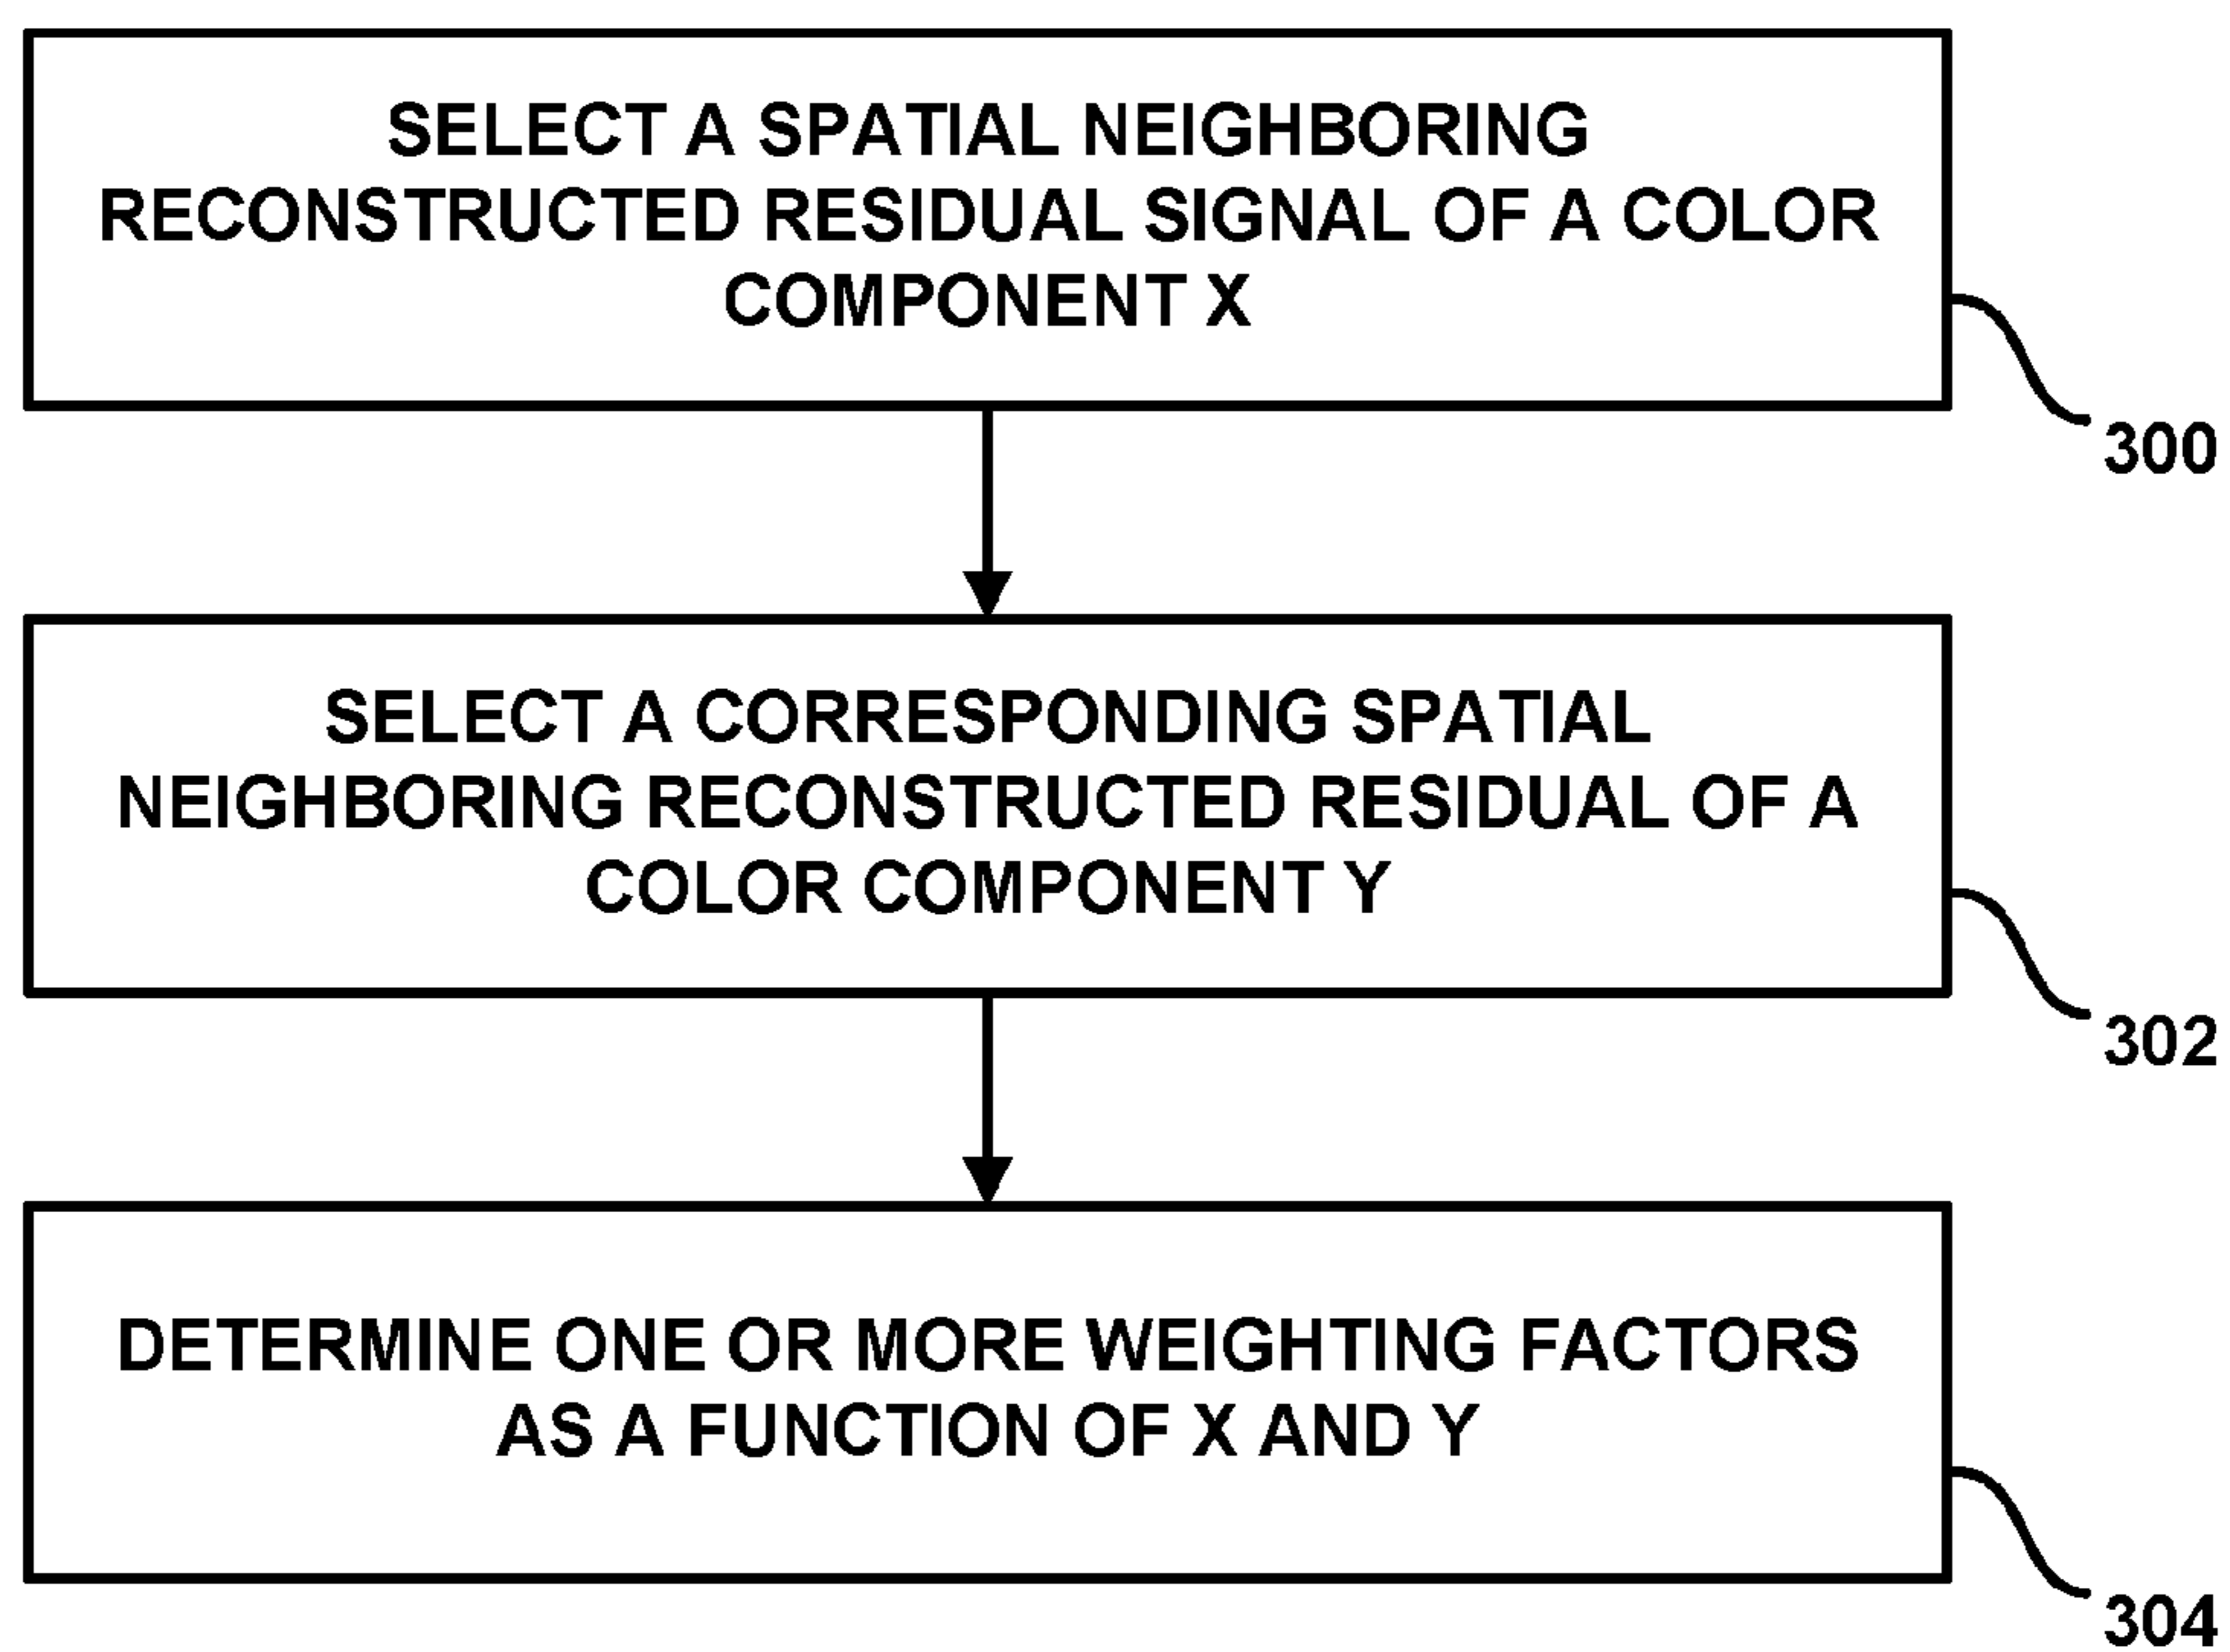 SELECT A SPATIAL NEIGHBORING
RECONSTRUCTED RESIDUAL SIGNAL OF A COLOR
COMPONENT X
300
SELECT A CORRESPONDING SPATIAL
NEIGHBORING RECONSTRUCTED RESIDUAL OF A
COLOR COMPONENT Y
302
DETERMINE ONE OR MORE WEIGHTING FACTORS
AS A FUNCTION OF X AND Y
304